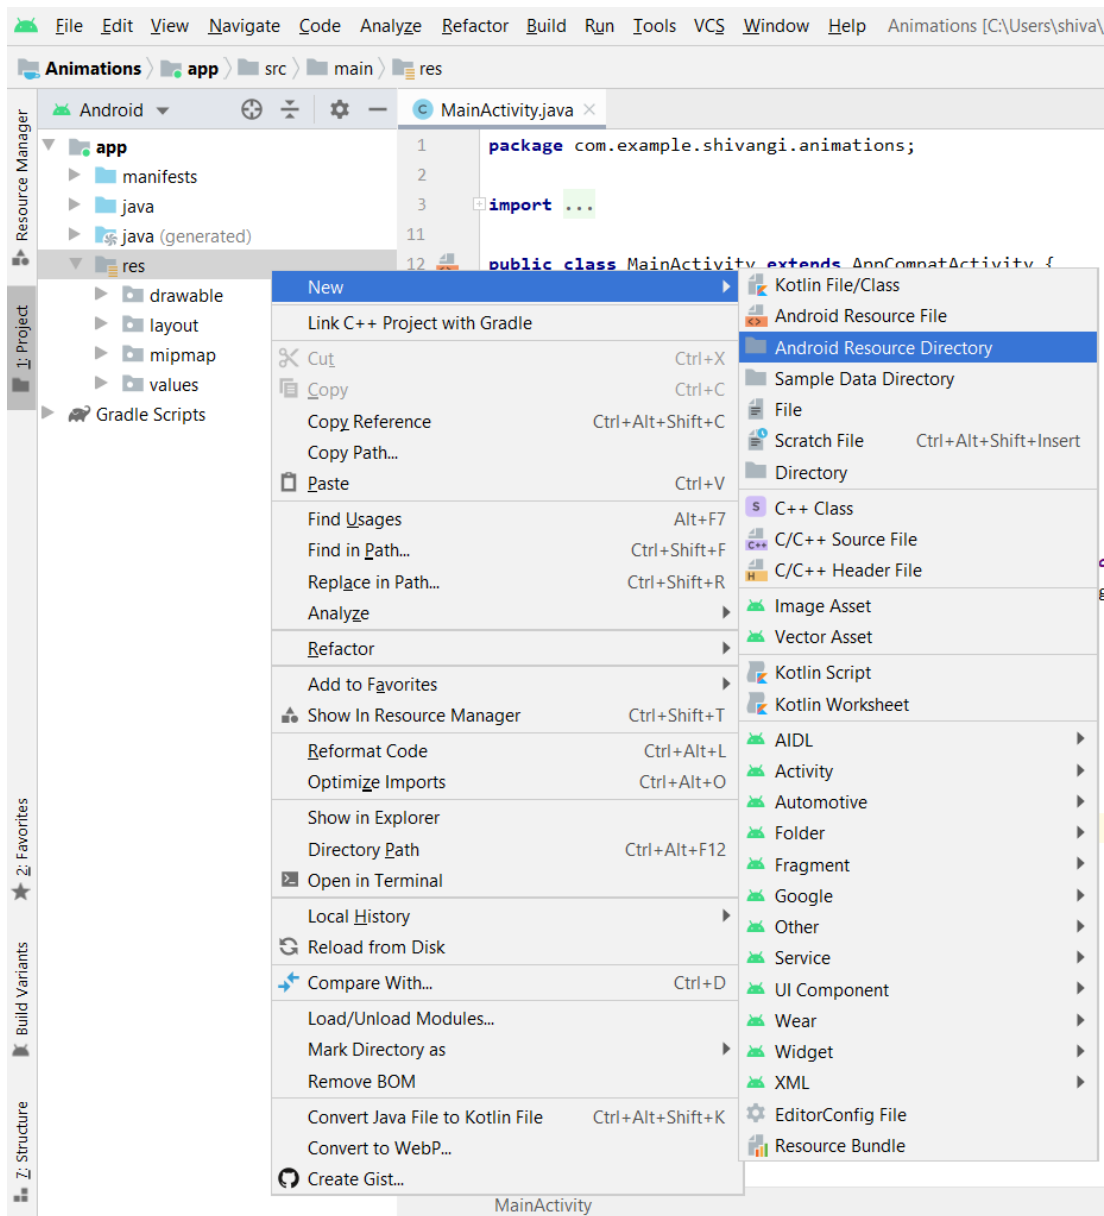 File Edit View Navigate Code Analyze Refactor Build Run Tools VCS Window Help Animations [C:\Users\shiva\
Animations app src main res
Android
MainActivity.java
Resource Manager
1: Project
2: Favorites
Build Variants
7: Structure
app
manifests
java
java (generated)
res
drawable
layout
mipmap
values
Gradle Scripts
1 package com.example.shivangi.animations;
2
3 import ...
11
12 public class MainActivity extends AppCompatActivity {
New
Link C++ Project with Gradle
Cut Ctrl+X
Copy Ctrl+C
Copy Reference Ctrl+Alt+Shift+C
Copy Path...
Paste Ctrl+V
Find Usages Alt+F7
Find in Path... Ctrl+Shift+F
Replace in Path... Ctrl+Shift+R
Analyze
Refactor
Add to Favorites
Show In Resource Manager Ctrl+Shift+T
Reformat Code Ctrl+Alt+L
Optimize Imports Ctrl+Alt+O
Show in Explorer
Directory Path Ctrl+Alt+F12
Open in Terminal
Local History
Reload from Disk
Compare With... Ctrl+D
Load/Unload Modules...
Mark Directory as
Remove BOM
Convert Java File to Kotlin File Ctrl+Alt+Shift+K
Convert to WebP...
Create Gist...
Kotlin File/Class
Android Resource File
Android Resource Directory
Sample Data Directory
File
Scratch File Ctrl+Alt+Shift+Insert
Directory
C++ Class
C/C++ Source File
C/C++ Header File
Image Asset
Vector Asset
Kotlin Script
Kotlin Worksheet
AIDL
Activity
Automotive
Folder
Fragment
Google
Other
Service
UI Component
Wear
Widget
XML
EditorConfig File
Resource Bundle
MainActivity